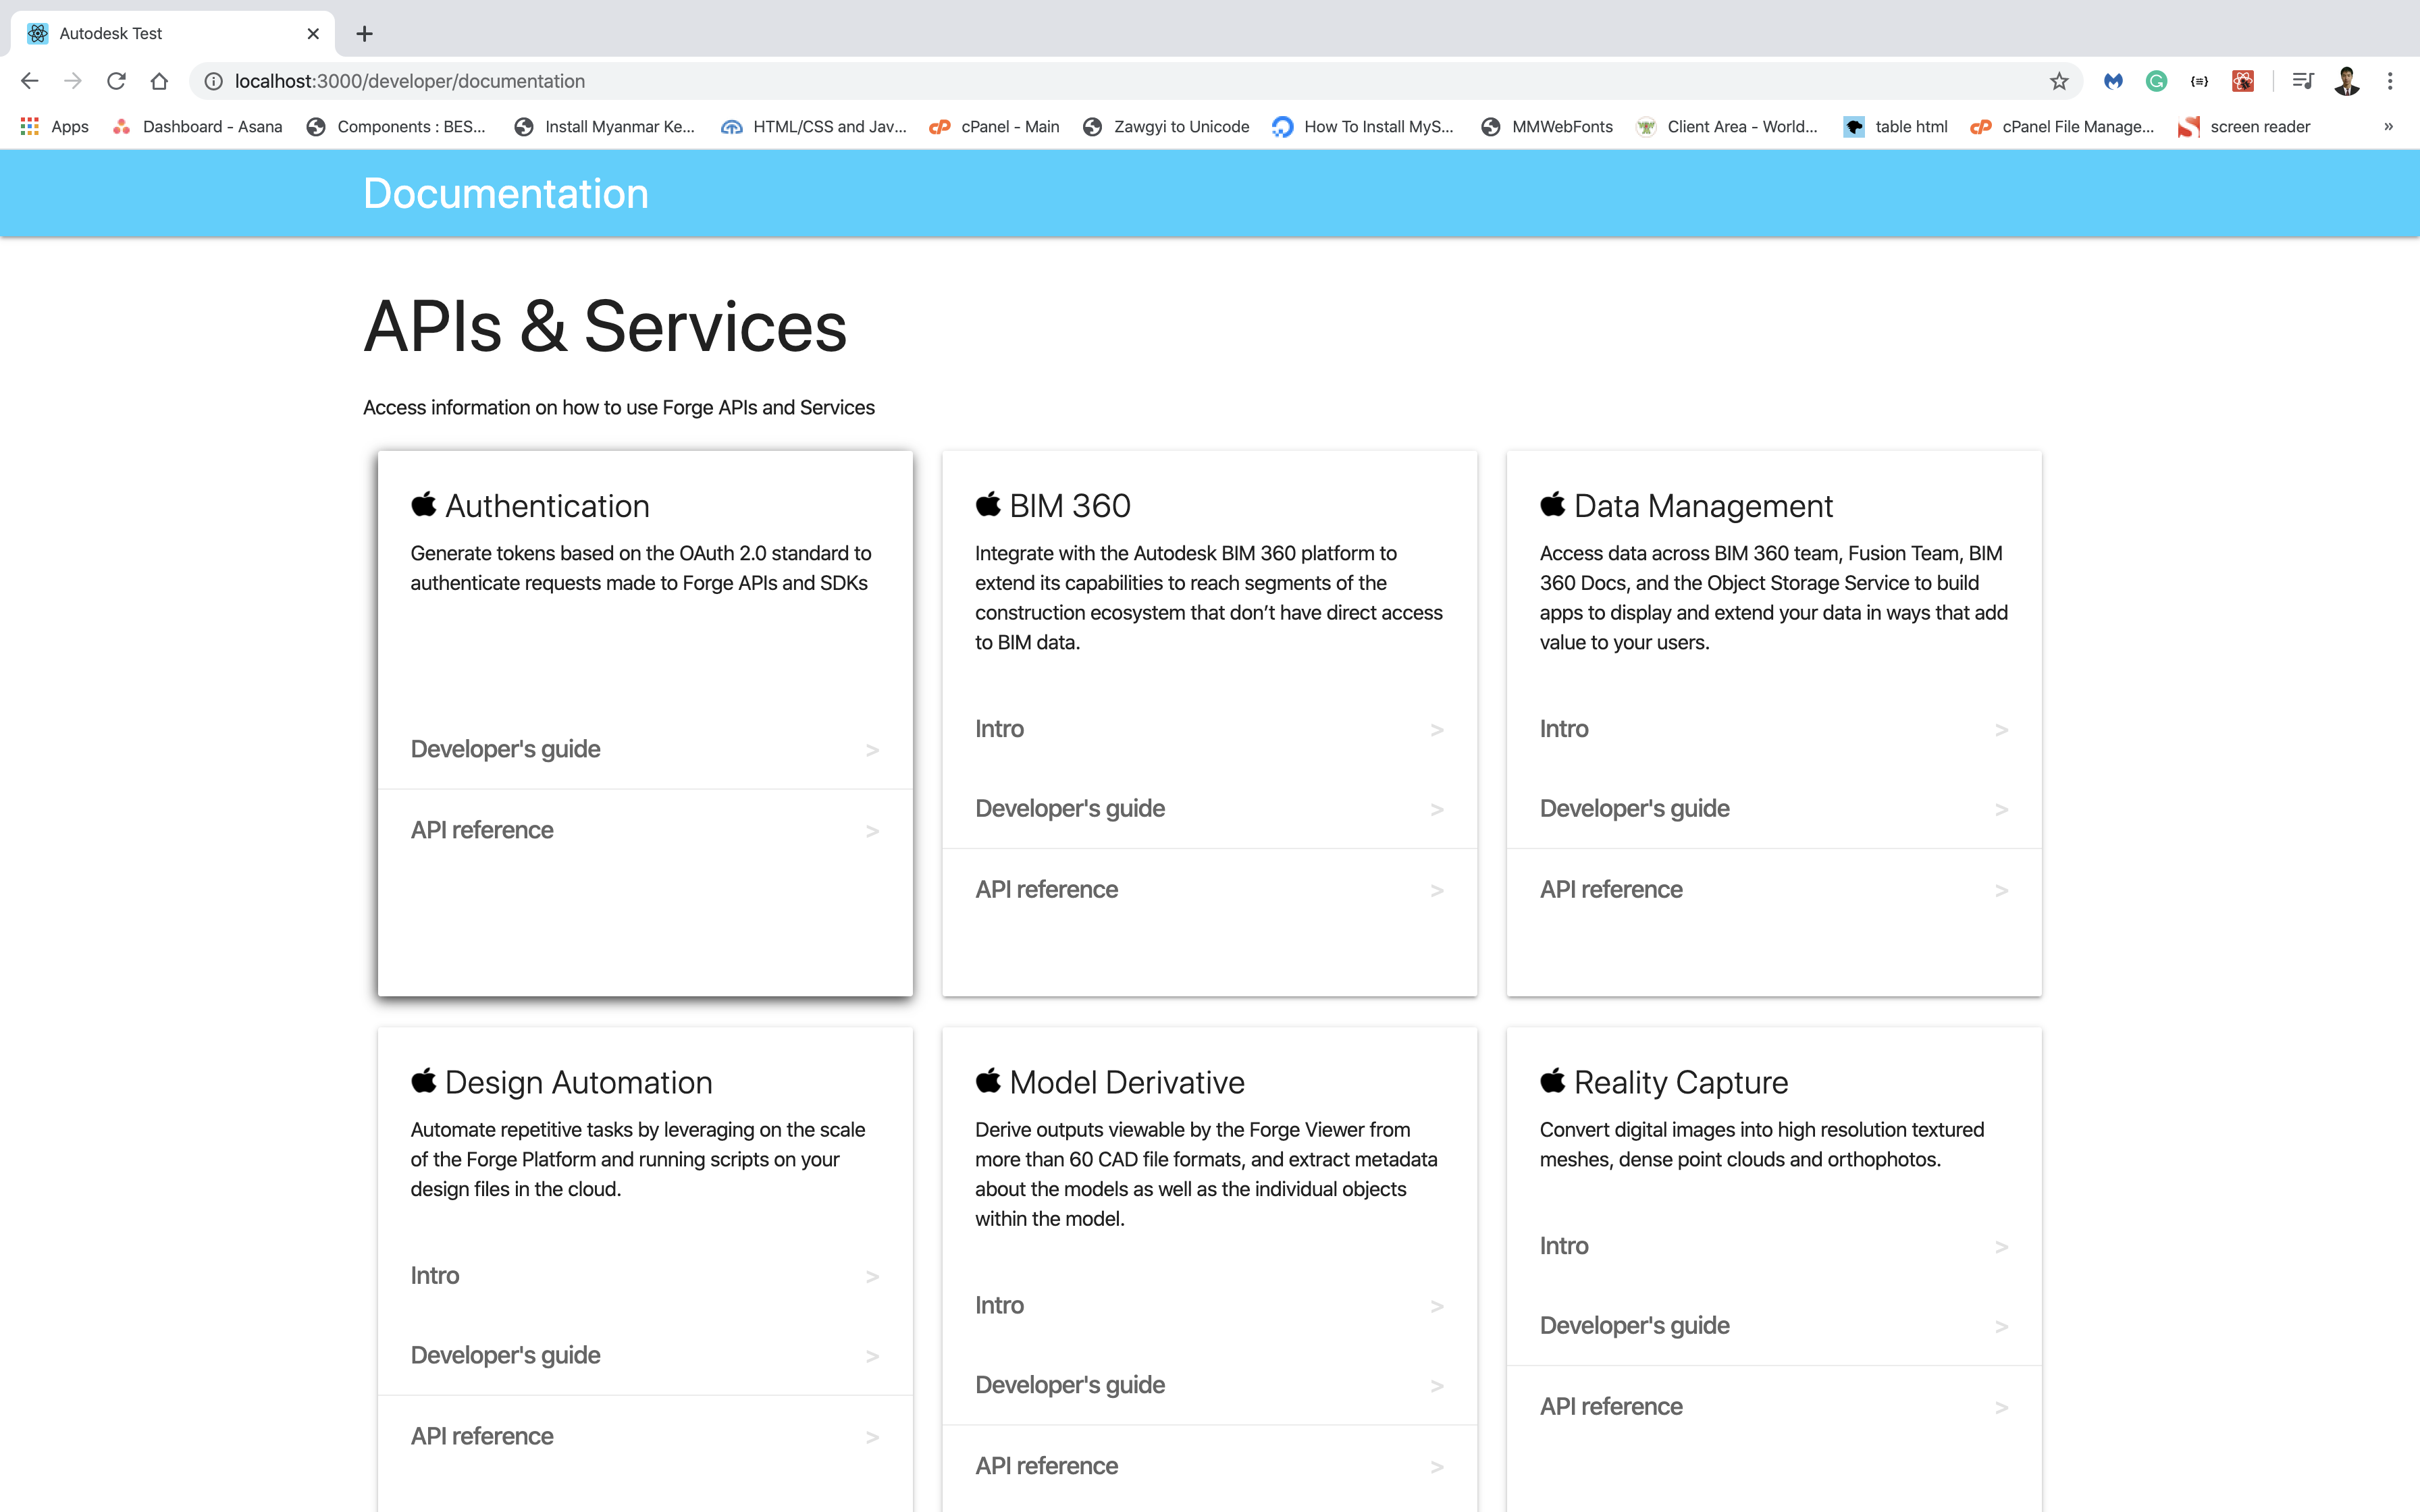 Autodesk Test
localhost:3000/developer/documentation
Apps
Dashboard - Asana
Components : BES...
Install Myanmar Ke...
HTML/CSS and Jav...
cPanel - Main
Zawgyi to Unicode
How To Install MyS...
MMWebFonts
Client Area - World...
table html
cPanel File Manage...
screen reader
»
Documentation
APIs & Services
Access information on how to use Forge APIs and Services
Authentication
Generate tokens based on the OAuth 2.0 standard to
authenticate requests made to Forge APIs and SDKs
Developer's guide >
API reference >
BIM 360
Integrate with the Autodesk BIM 360 platform to
extend its capabilities to reach segments of the
construction ecosystem that don’t have direct access
to BIM data.
Intro >
Developer's guide >
API reference >
Data Management
Access data across BIM 360 team, Fusion Team, BIM
360 Docs, and the Object Storage Service to build
apps to display and extend your data in ways that add
value to your users.
Intro >
Developer's guide >
API reference >
Design Automation
Automate repetitive tasks by leveraging on the scale
of the Forge Platform and running scripts on your
design files in the cloud.
Intro >
Developer's guide >
API reference >
Model Derivative
Derive outputs viewable by the Forge Viewer from
more than 60 CAD file formats, and extract metadata
about the models as well as the individual objects
within the model.
Intro >
Developer's guide >
API reference >
Reality Capture
Convert digital images into high resolution textured
meshes, dense point clouds and orthophotos.
Intro >
Developer's guide >
API reference >